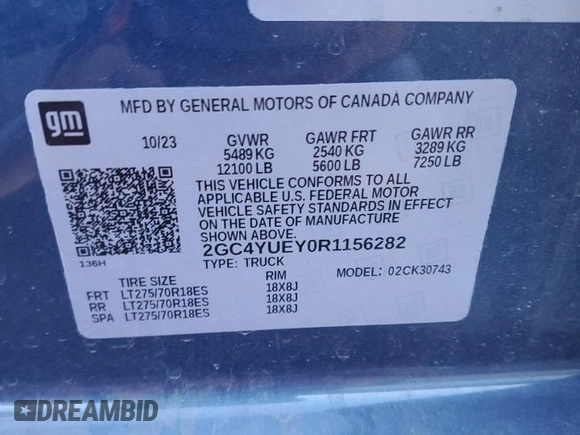 gm
MFD BY GENERAL MOTORS OF CANADA COMPANY
10/23 GVWR GAWR FRT GAWR RR
5489 KG 2540 KG 3289 KG
12100 LB 5600 LB 7250 LB
THIS VEHICLE CONFORMS TO ALL
APPLICABLE U.S. FEDERAL MOTOR
VEHICLE SAFETY STANDARDS IN EFFECT
ON THE DATE OF MANUFACTURE
SHOWN ABOVE
2GC4YUEY0R1156282
136H
TYPE: TRUCK
TIRE SIZE RIM MODEL: 02CK30743
FRT LT275/70R18ES 18X8J
RR LT275/70R18ES 18X8J
SPA LT275/70R18ES 18X8J
DREAMBID